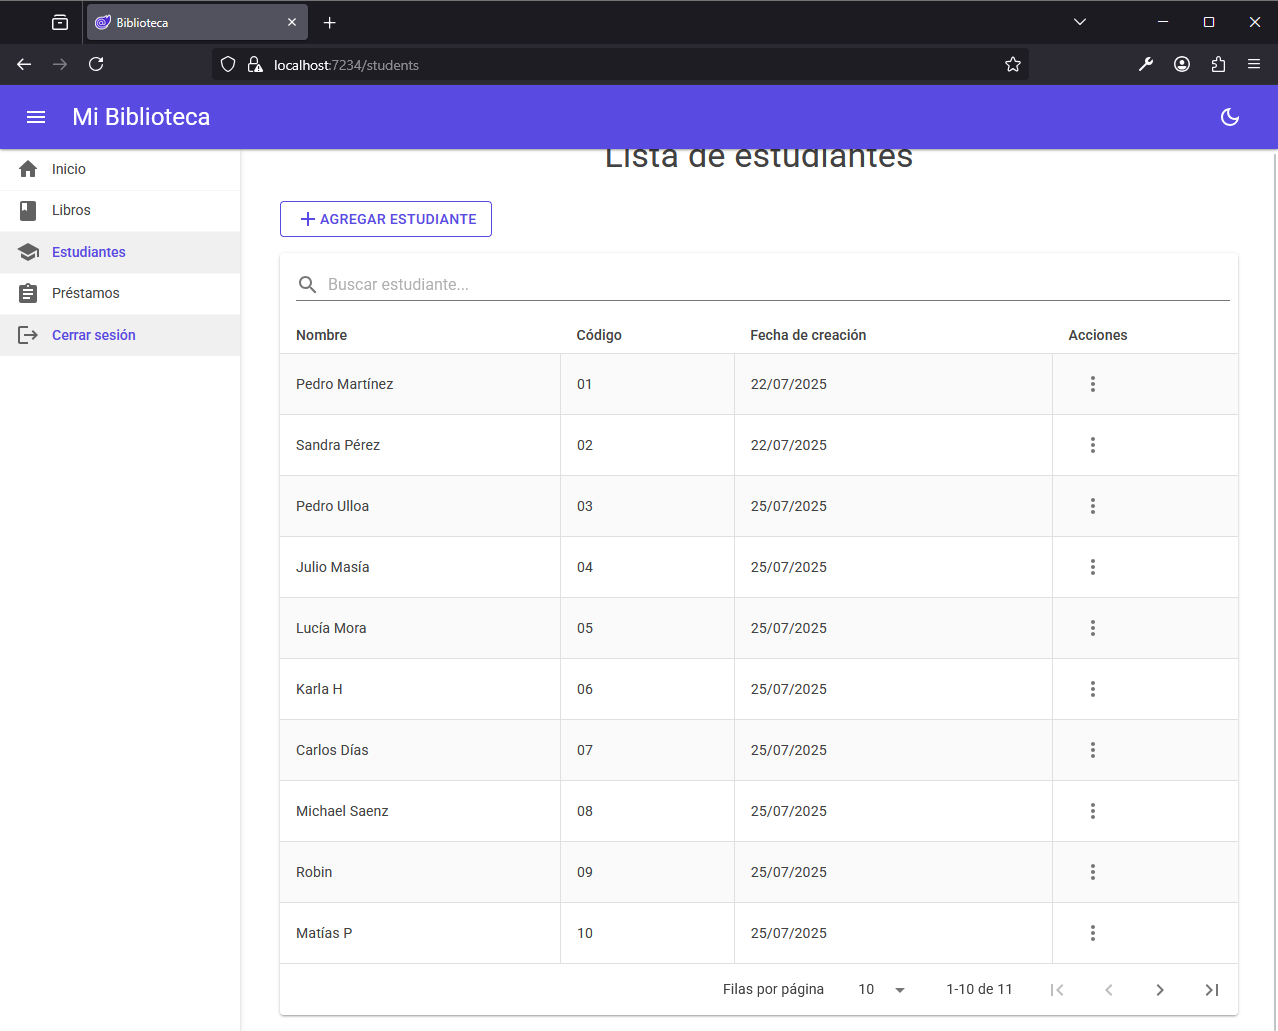 Biblioteca
localhost:7234/students
Mi Biblioteca
Inicio
Libros
Estudiantes
Préstamos
Cerrar sesión
Lista de estudiantes
AGREGAR ESTUDIANTE
Buscar estudiante...
Nombre Código Fecha de creación Acciones
Pedro Martínez 01 22/07/2025
Sandra Pérez 02 22/07/2025
Pedro Ulloa 03 25/07/2025
Julio Masía 04 25/07/2025
Lucía Mora 05 25/07/2025
Karla H 06 25/07/2025
Carlos Días 07 25/07/2025
Michael Saenz 08 25/07/2025
Robin 09 25/07/2025
Matías P 10 25/07/2025
Filas por página 10 1-10 de 11